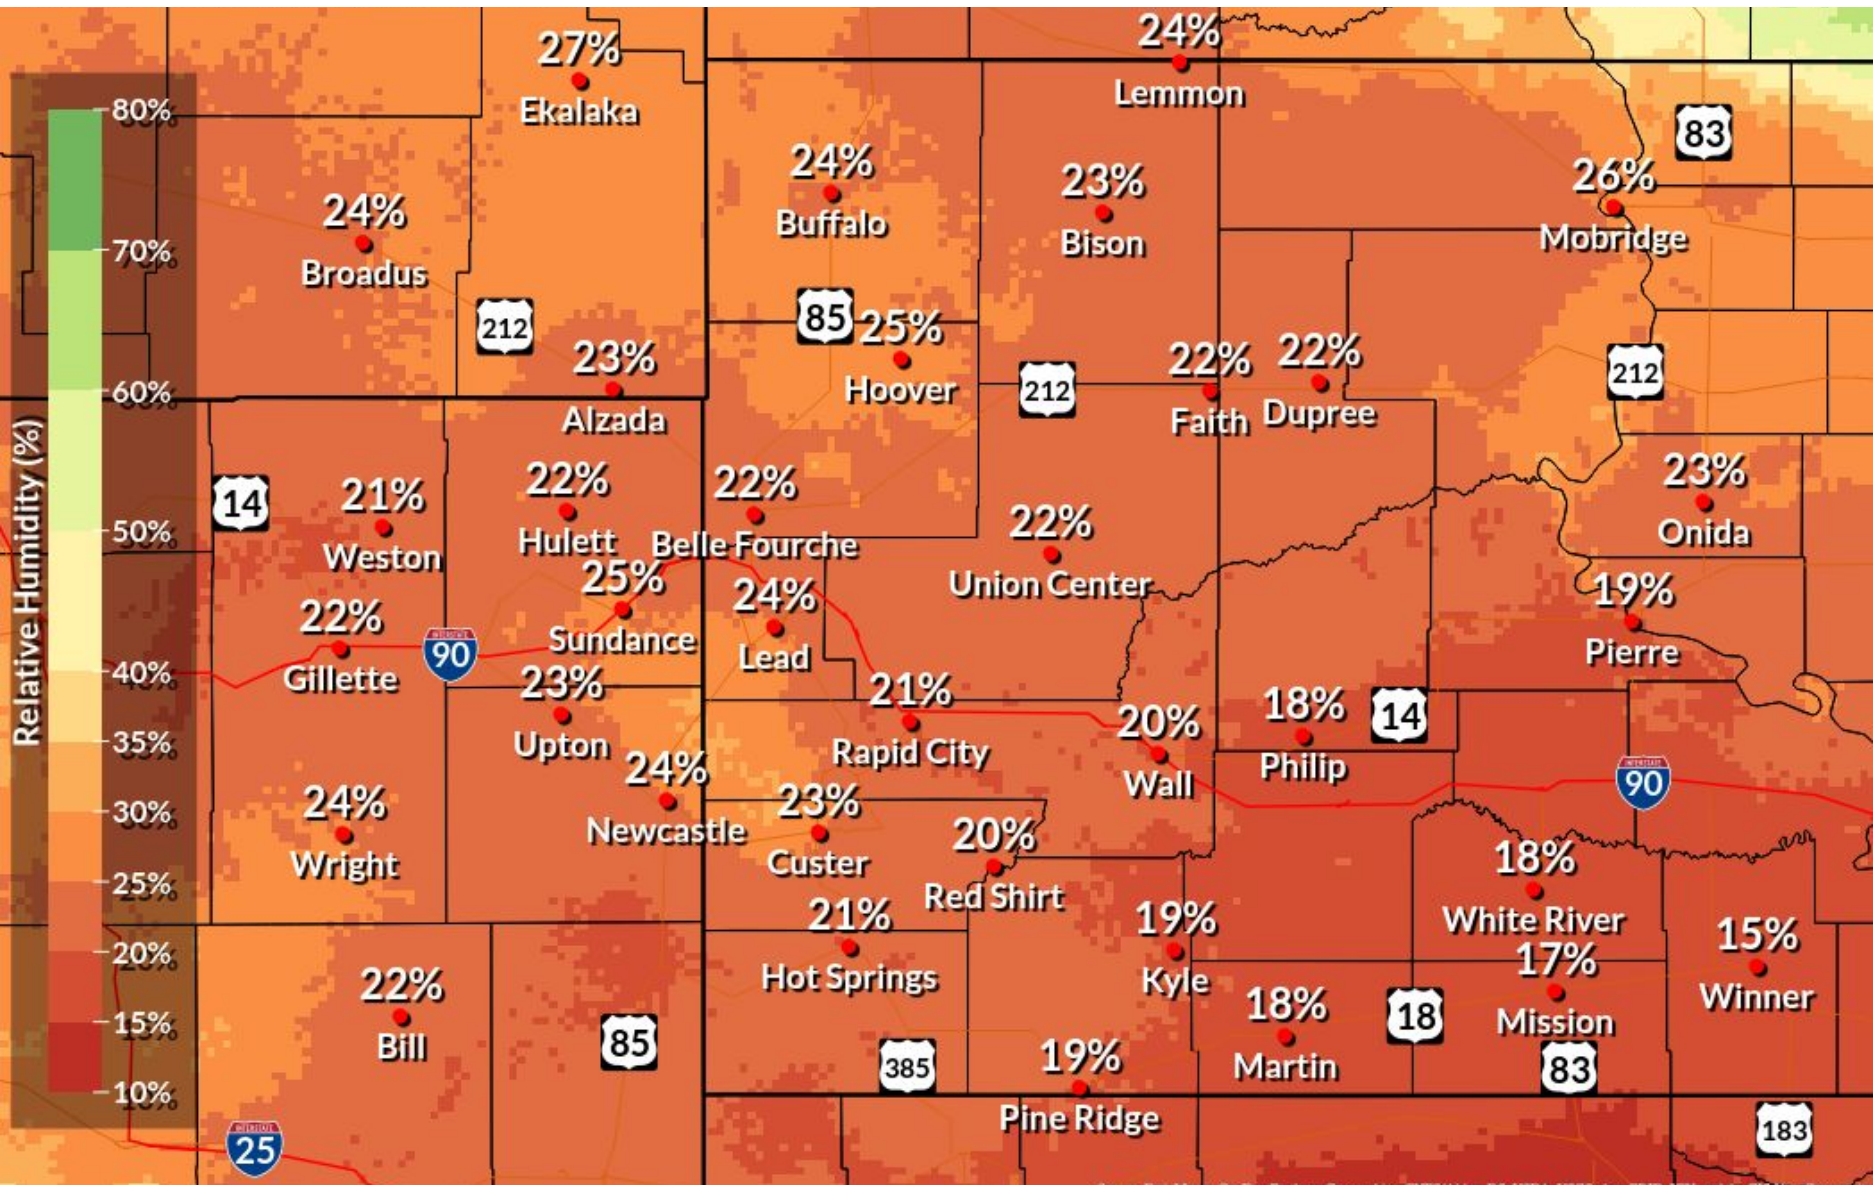 24%
Lemmon
27%
Ekalaka
80%
83
24%
Buffalo
23%
Bison
26%
Mobridge
24%
Broadus
70%
212
85
25%
Hoover
23%
Alzada
212
22%
Faith
22%
Dupree
212
60%
Relative Humidity (%)
14
21%
Weston
22%
Hulett
22%
Belle Fourche
22%
Union Center
23%
Onida
50%
25%
Sundance
24%
Lead
19%
Pierre
22%
Gillette
INTERSTATE
90
40%
23%
Upton
21%
Rapid City
20%
Wall
18%
Philip
14
35%
24%
Newcastle
INTERSTATE
90
30%
24%
Wright
23%
Custer
20%
Red Shirt
18%
White River
25%
21%
Hot Springs
19%
Kyle
17%
Mission
15%
Winner
20%
22%
Bill
85
18%
Martin
18
15%
385
19%
Pine Ridge
83
10%
INTERSTATE
25
183